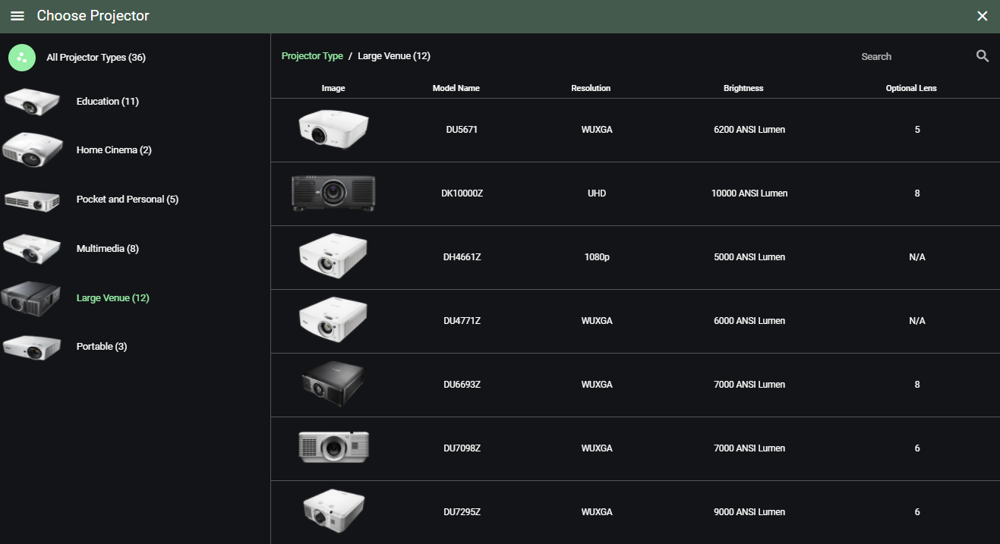 Choose Projector
All Projector Types (36)
Education (11)
Home Cinema (2)
Pocket and Personal (5)
Multimedia (8)
Large Venue (12)
Portable (3)
Projector Type / Large Venue (12)
Search
Image Model Name Resolution Brightness Optional Lens
DU5671 WUXGA 6200 ANSI Lumen 5
DK10000Z UHD 10000 ANSI Lumen 8
DH4661Z 1080p 5000 ANSI Lumen N/A
DU4771Z WUXGA 6000 ANSI Lumen N/A
DU6693Z WUXGA 7000 ANSI Lumen 8
DU7098Z WUXGA 7000 ANSI Lumen 6
DU7295Z WUXGA 9000 ANSI Lumen 6